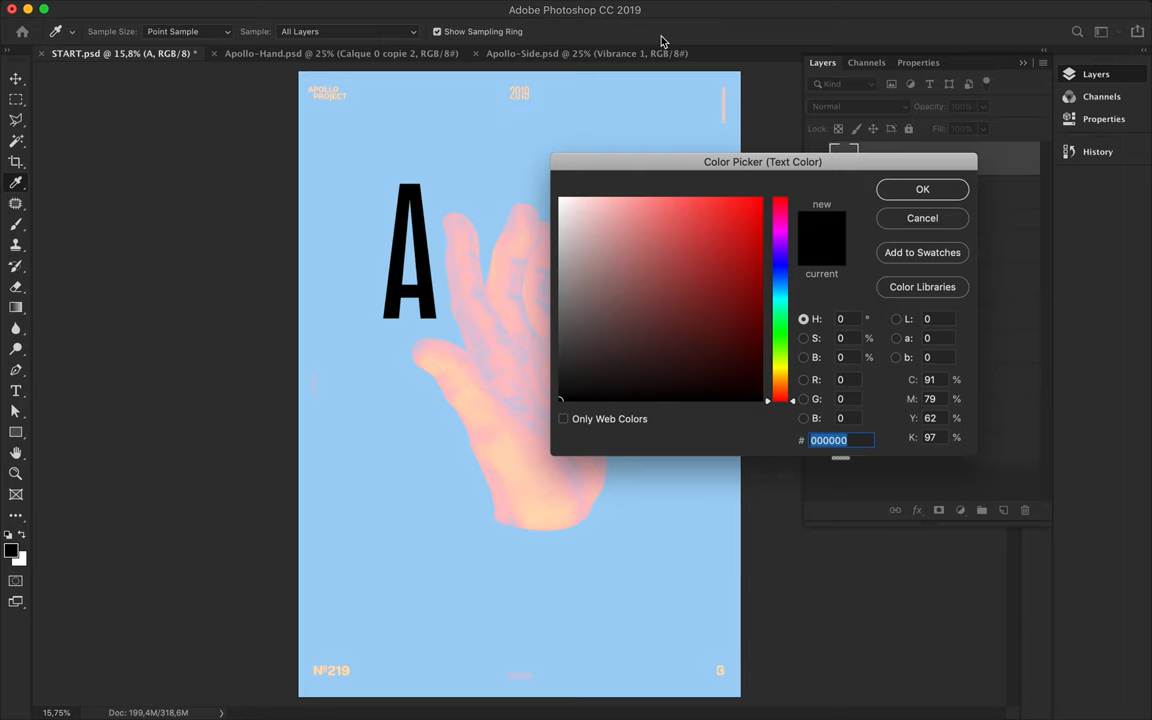 Adobe Photoshop CC 2019
Sample Size: Point Sample Sample: All Layers Show Sampling Ring
START.psd @ 15,8% (A, RGB/8) * Apollo-Hand.psd @ 25% (Calque 0 copie 2, RGB/8#) Apollo-Side.psd @ 25% (Vibrance 1, RGB/8#)
Layers Channels Properties
Kind
Normal Opacity: 100%
Lock: Fill: 100%
Layers
Channels
Properties
History
APOLLO
PROJECT
2019
A
Nº219
Color Picker (Text Color)
new
current
OK
Cancel
Add to Swatches
Color Libraries
H: 0 °
S: 0 %
B: 0 %
R: 0
G: 0
B: 0
# 000000
L: 0
a: 0
b: 0
C: 91 %
M: 79 %
Y: 62 %
K: 97 %
Only Web Colors
15,75% Doc: 199,4M/318,6M